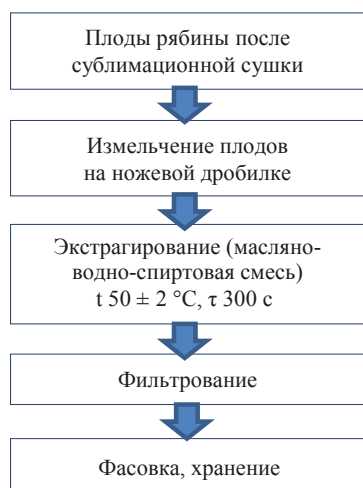 Плоды рябины после
сублимационной сушки
Измельчение плодов
на ножевой дробилке
Экстрагирование (масляно-
водно-спиртовая смесь)
t 50 ± 2 °C, τ 300 с
Фильтрование
Фасовка, хранение